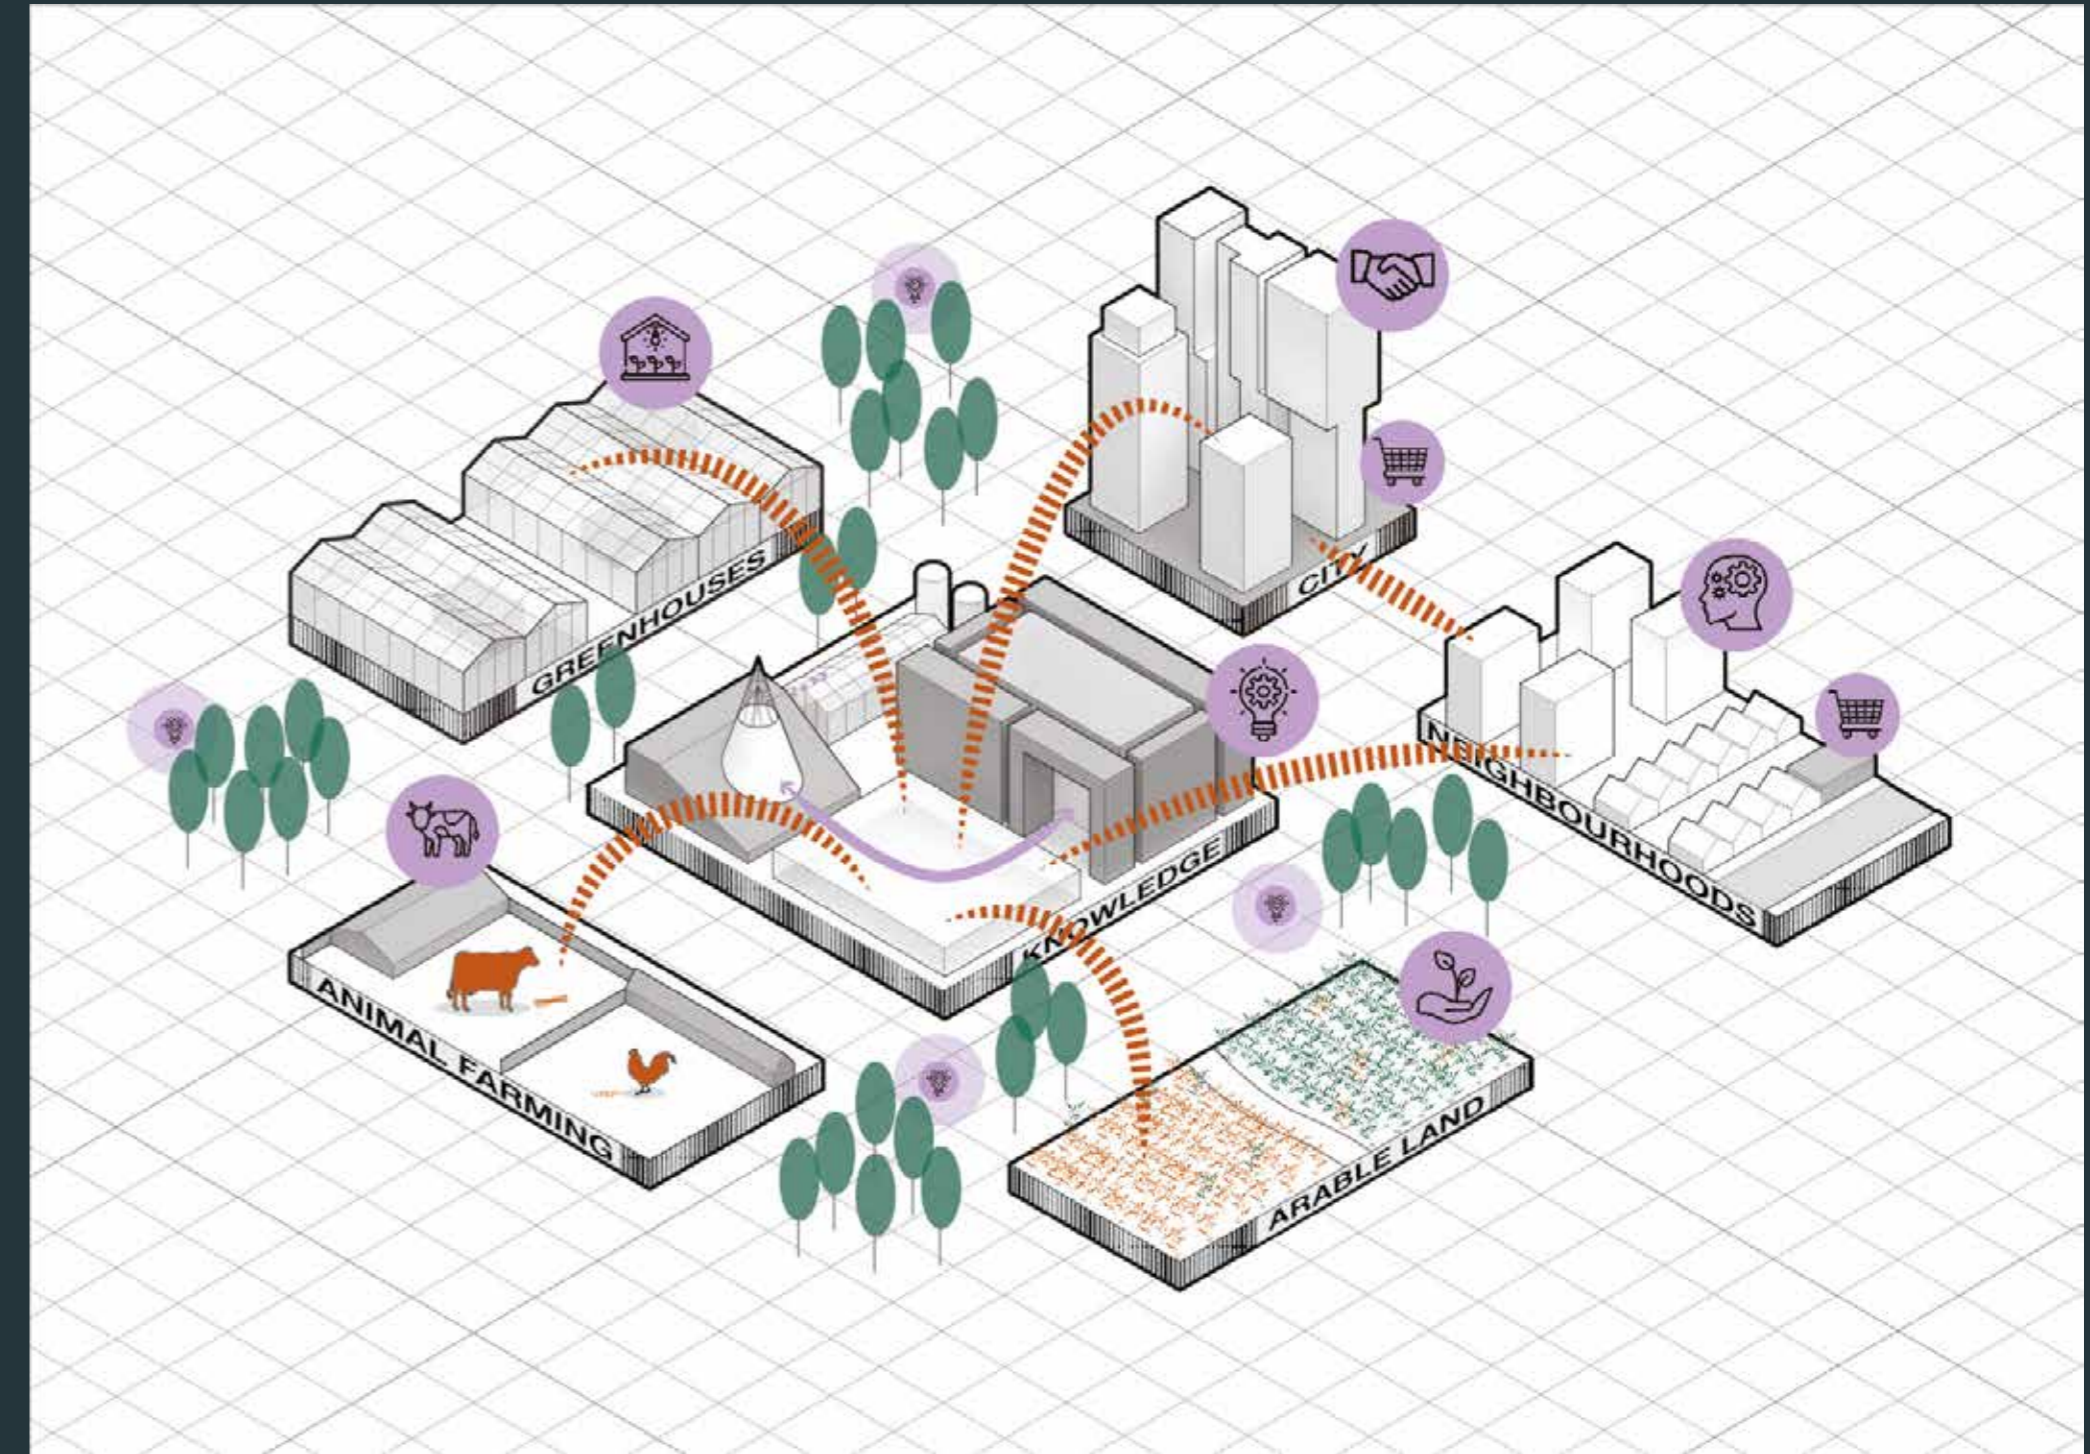 CITY
GREENHOUSES
NEIGHBOURHOODS
KNOWLEDGE
ANIMAL FARMING
ARABLE LAND